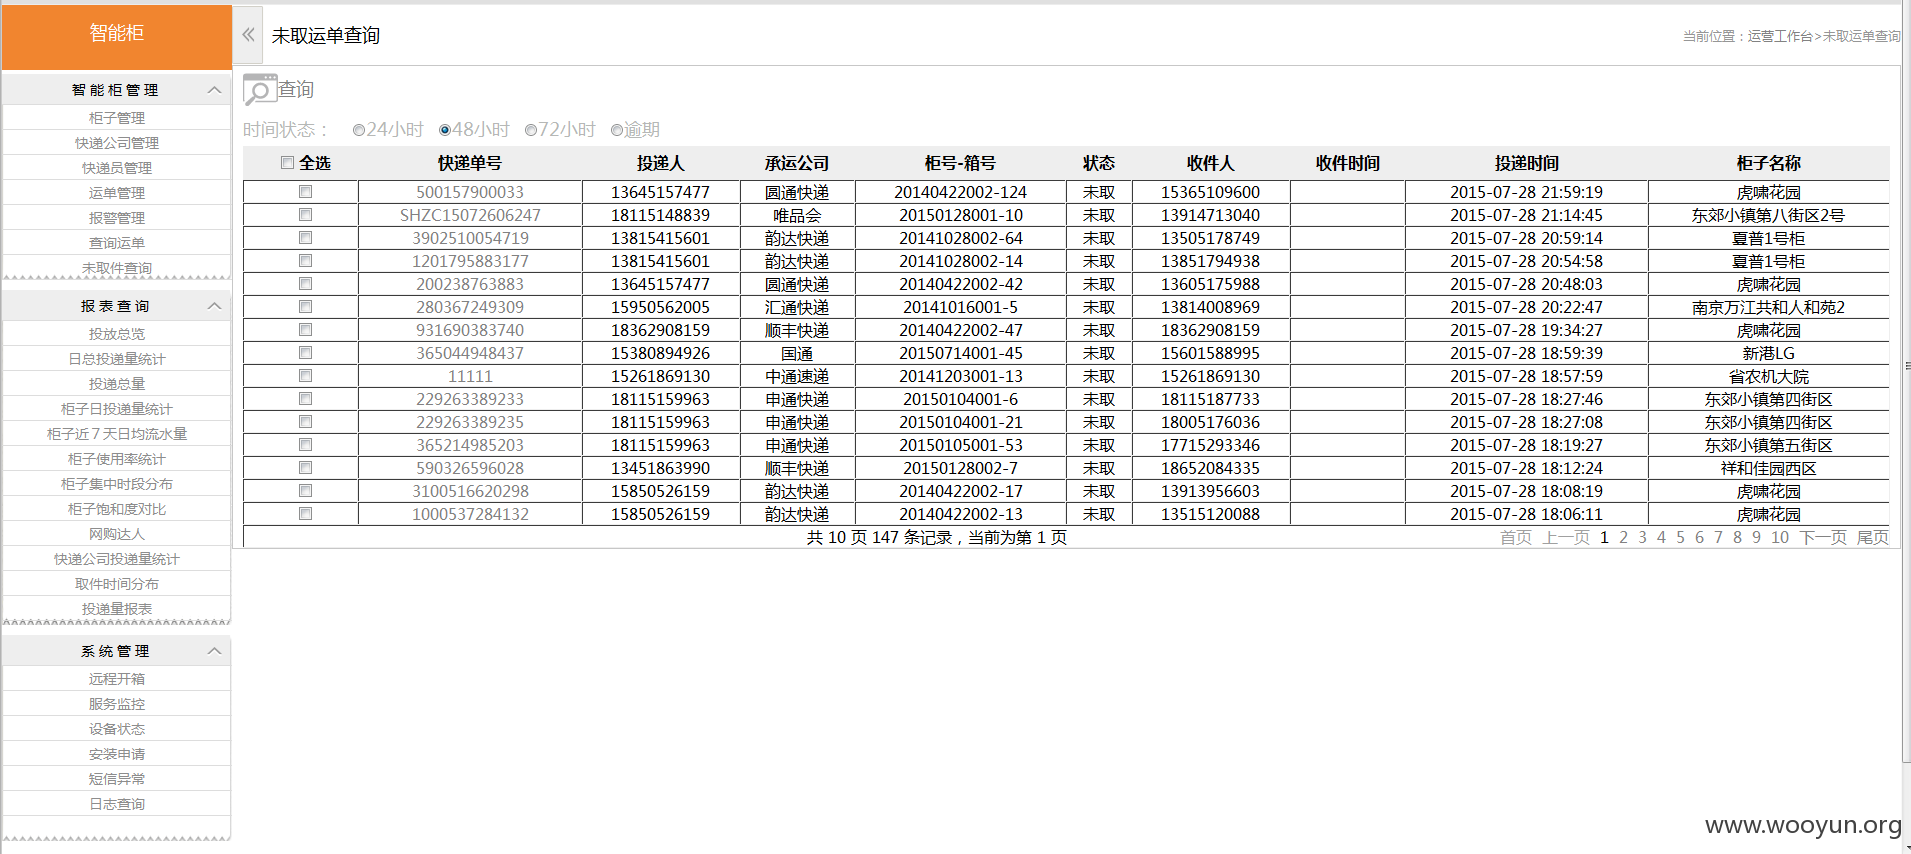 智能柜
智能柜管理
柜子管理
快递公司管理
快递员管理
运单管理
报警管理
查询运单
未取件查询
报表查询
投放总览
日总投递量统计
投递总量
柜子日投递量统计
柜子近７天日均流水量
柜子使用率统计
柜子集中时段分布
柜子饱和度对比
网购达人
快递公司投递量统计
取件时间分布
投递量报表
系统管理
远程开箱
服务监控
设备状态
安装申请
短信异常
日志查询
未取运单查询
当前位置：运营工作台>未取运单查询
查询
时间状态： 24小时 48小时 72小时 逾期
全选 快递单号 投递人 承运公司 柜号-箱号 状态 收件人 收件时间 投递时间 柜子名称
500157900033 13645157477 圆通快递 20140422002-124 未取 15365109600 2015-07-28 21:59:19 虎啸花园
SHZC15072606247 18115148839 唯品会 20150128001-10 未取 13914713040 2015-07-28 21:14:45 东郊小镇第八街区2号
3902510054719 13815415601 韵达快递 20141028002-64 未取 13505178749 2015-07-28 20:59:14 夏普1号柜
1201795883177 13815415601 韵达快递 20141028002-14 未取 13851794938 2015-07-28 20:54:58 夏普1号柜
200238763883 13645157477 圆通快递 20140422002-42 未取 13605175988 2015-07-28 20:48:03 虎啸花园
280367249309 15950562005 汇通快递 20141016001-5 未取 13814008969 2015-07-28 20:22:47 南京万江共和人和苑2
931690383740 18362908159 顺丰快递 20140422002-47 未取 18362908159 2015-07-28 19:34:27 虎啸花园
365044948437 15380894926 国通 20150714001-45 未取 15601588995 2015-07-28 18:59:39 新港LG
11111 15261869130 中通速递 20141203001-13 未取 15261869130 2015-07-28 18:57:59 省农机大院
229263389233 18115159963 申通快递 20150104001-6 未取 18115187733 2015-07-28 18:27:46 东郊小镇第四街区
229263389235 18115159963 申通快递 20150104001-21 未取 18005176036 2015-07-28 18:27:08 东郊小镇第四街区
365214985203 18115159963 申通快递 20150105001-53 未取 17715293346 2015-07-28 18:19:27 东郊小镇第五街区
590326596028 13451863990 顺丰快递 20150128002-7 未取 18652084335 2015-07-28 18:12:24 祥和佳园西区
3100516620298 15850526159 韵达快递 20140422002-17 未取 13913956603 2015-07-28 18:08:19 虎啸花园
1000537284132 15850526159 韵达快递 20140422002-13 未取 13515120088 2015-07-28 18:06:11 虎啸花园
共 10 页 147 条记录，当前为第 1 页 首页 上一页 1 2 3 4 5 6 7 8 9 10 下一页 尾页
www.wooyun.org